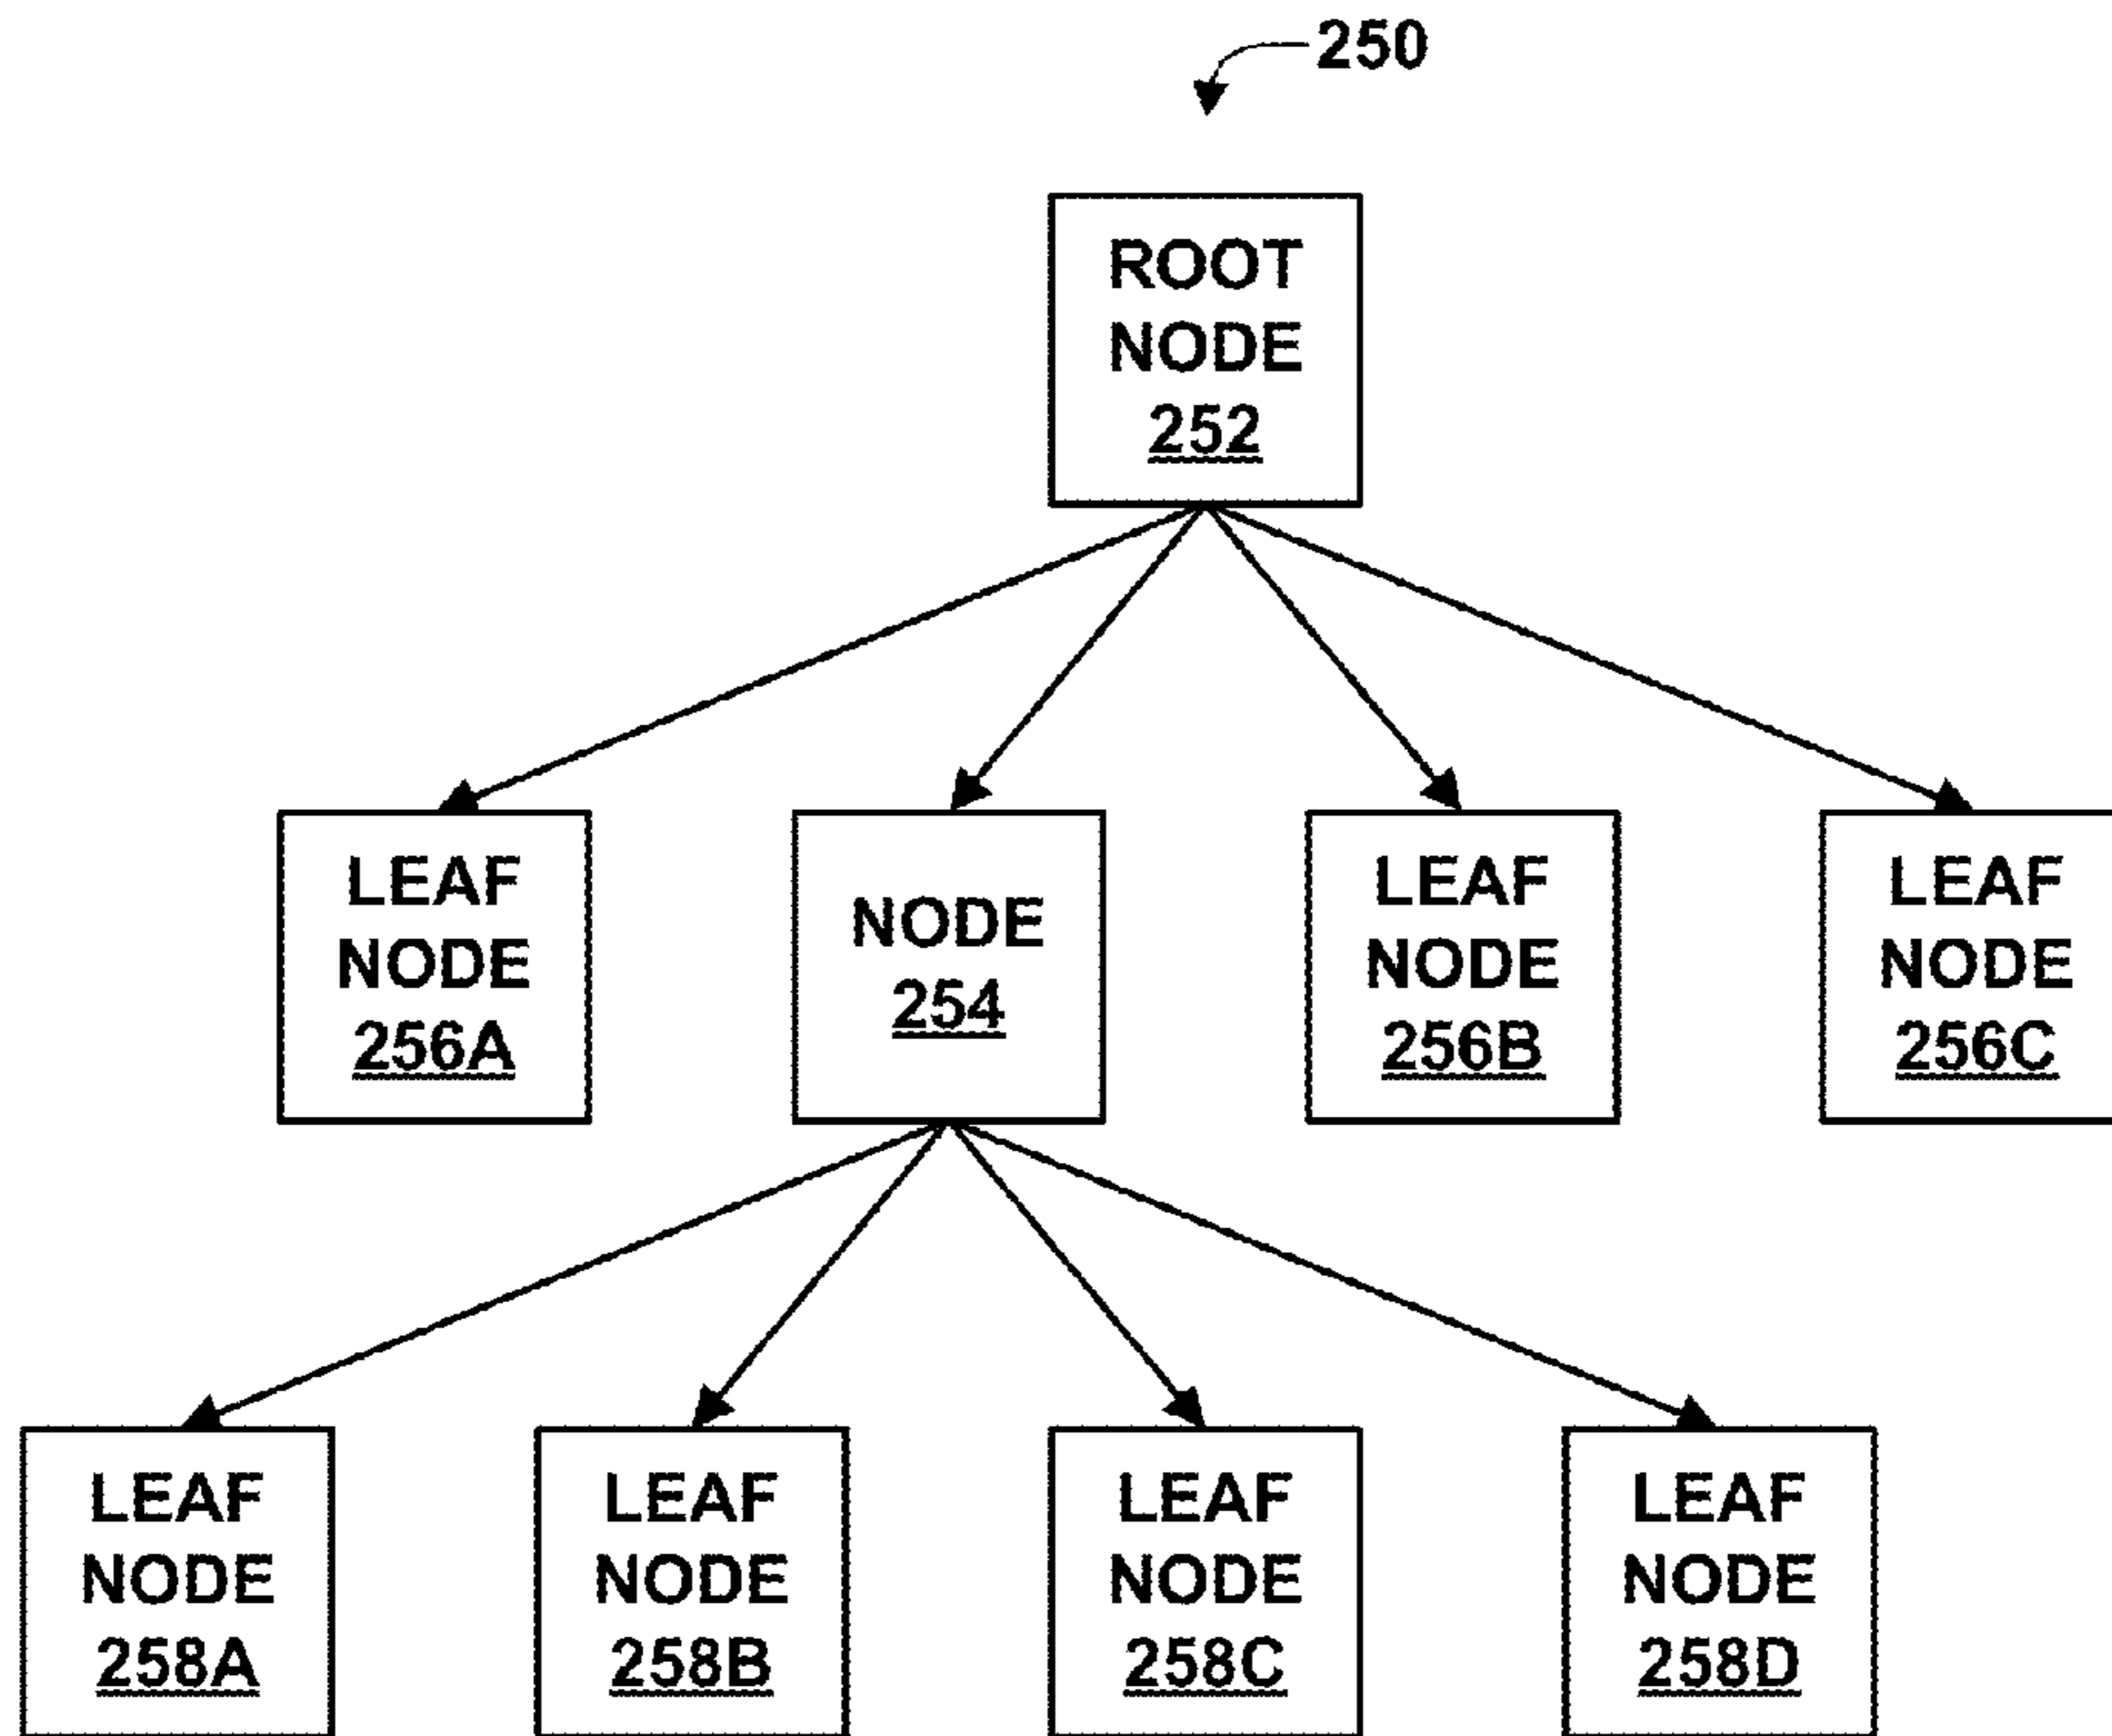 250
ROOT
NODE
252
LEAF
NODE
256A
NODE
254
LEAF
NODE
256B
LEAF
NODE
256C
LEAF
NODE
258A
LEAF
NODE
258B
LEAF
NODE
258C
LEAF
NODE
258D